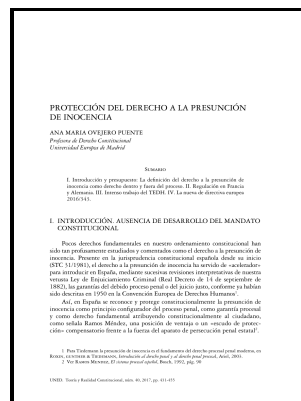 PROTECCIÓN DEL DERECHO A LA PRESUNCIÓN
DE INOCENCIA
ANA MARIA OVEJERO PUENTE
Profesora de Derecho Constitucional
Universidad Europea de Madrid
SUMARIO
I. Introducción y presupuesto: La definición del derecho a la presunción de
inocencia como derecho dentro y fuera del proceso. II. Regulación en Francia
y Alemania. III. Intenso trabajo del TEDH. IV. La nueva de directiva europea
2016/343.
I. INTRODUCCIÓN. AUSENCIA DE DESARROLLO DEL MANDATO
CONSTITUCIONAL
Pocos derechos fundamentales en nuestro ordenamiento constitucional han
sido tan profusamente estudiados y comentados como el derecho a la presunción de
inocencia. Presente en la jurisprudencia constitucional española desde su inicio
(STC 31/1981), el derecho a la presunción de inocencia ha servido de «acelerador»
para introducir en España, mediante sucesivas revisiones interpretativas de nuestra
vetusta Ley de Enjuiciamiento Criminal (Real Decreto de 14 de septiembre de
1882), las garantías del debido proceso penal o del juicio justo, conforme ya habían
sido descritas en 1950 en la Convención Europea de Derechos Humanos¹.
Así, en España se reconoce y protege constitucionalmente la presunción de
inocencia como principio configurador del proceso penal, como garantía procesal
y como derecho fundamental atribuyendo constitucionalmente al ciudadano,
como señala Ramos Méndez, una posición de ventaja o un «escudo de protec-
ción» compensatorio frente a la fuerza del aparato de persecución penal estatal².
1 Para Tiedemann la presunción de inocencia es el fundamento del derecho procesal penal moderno, en
ROXIN, GUNTHER & TIEDEMANN, Introducción al derecho penal y al derecho penal procesal, Ariel, 2003.
2 Ver RAMOS MENDEZ, El sistema procesal español, Bosch, 1992, pág. 90
UNED. Teoría y Realidad Constitucional, núm. 40, 2017, pp. 431-455